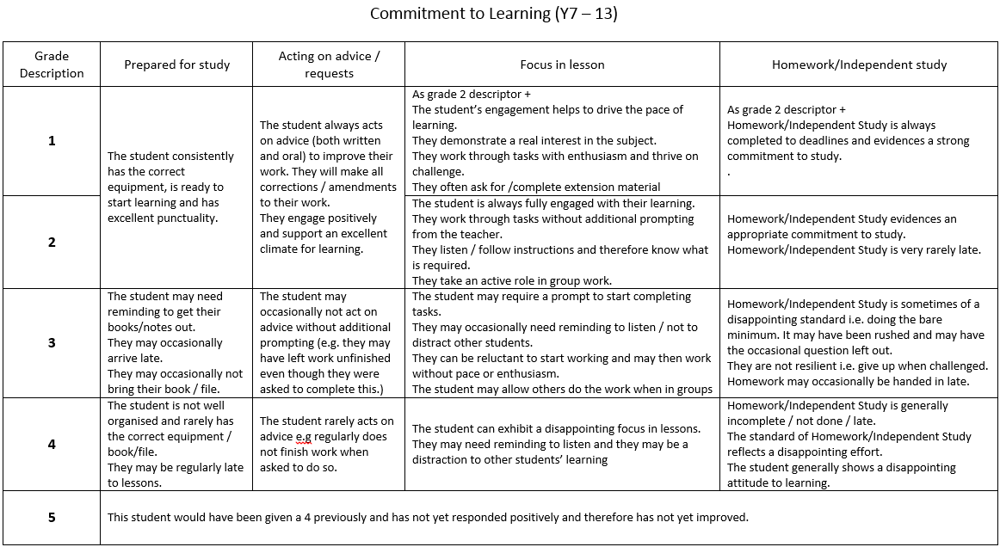 Commitment to Learning (Y7 – 13)
Grade
Description
Prepared for study
Acting on advice /
requests
Focus in lesson
Homework/Independent study
1
The student consistently
has the correct
equipment, is ready to
start learning and has
excellent punctuality.
The student always acts
on advice (both written
and oral) to improve their
work. They will make all
corrections / amendments
to their work.
They engage positively
and support an excellent
climate for learning.
As grade 2 descriptor +
The student’s engagement helps to drive the pace of
learning.
They demonstrate a real interest in the subject.
They work through tasks with enthusiasm and thrive on
challenge.
They often ask for /complete extension material
As grade 2 descriptor +
Homework/Independent Study is always
completed to deadlines and evidences a strong
commitment to study.
.
2
The student is always fully engaged with their learning.
They work through tasks without additional prompting
from the teacher.
They listen / follow instructions and therefore know what
is required.
They take an active role in group work.
Homework/Independent Study evidences an
appropriate commitment to study.
Homework/Independent Study is very rarely late.
3
The student may need
reminding to get their
books/notes out.
They may occasionally
arrive late.
They may occasionally not
bring their book / file.
The student may
occasionally not act on
advice without additional
prompting (e.g. they may
have left work unfinished
even though they were
asked to complete this.)
The student may require a prompt to start completing
tasks.
They may occasionally need reminding to listen / not to
distract other students.
They can be reluctant to start working and may then work
without pace or enthusiasm.
The student may allow others do the work when in groups
Homework/Independent Study is sometimes of a
disappointing standard i.e. doing the bare
minimum. It may have been rushed and may have
the occasional question left out.
They are not resilient i.e. give up when challenged.
Homework may occasionally be handed in late.
4
The student is not well
organised and rarely has
the correct equipment /
book/file.
They may be regularly late
to lessons.
The student rarely acts on
advice e.g regularly does
not finish work when
asked to do so.
The student can exhibit a disappointing focus in lessons.
They may need reminding to listen and they may be a
distraction to other students’ learning
Homework/Independent Study is generally
incomplete / not done / late.
The standard of Homework/Independent Study
reflects a disappointing effort.
The student generally shows a disappointing
attitude to learning.
5
This student would have been given a 4 previously and has not yet responded positively and therefore has not yet improved.